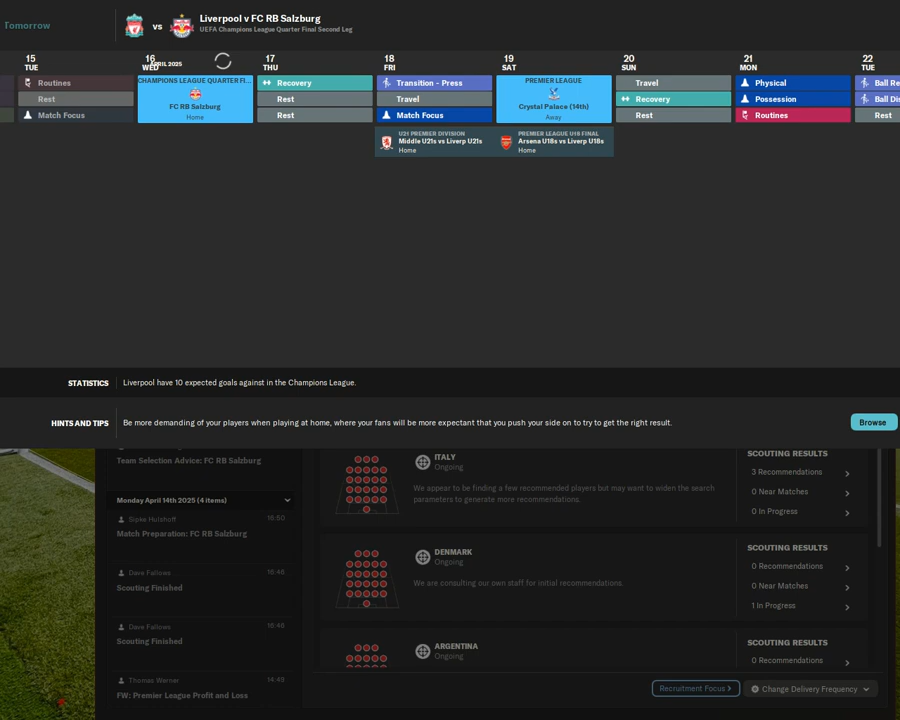 Tomorrow
vs
Liverpool v FC RB Salzburg
UEFA Champions League Quarter Final Second Leg
15
TUE
16
WED
APRIL 2025
17
THU
18
FRI
19
SAT
20
SUN
21
MON
22
TUE
Routines
Rest
Match Focus
CHAMPIONS LEAGUE QUARTER FI...
FC RB Salzburg
Home
Recovery
Rest
Rest
Transition - Press
Travel
Match Focus
PREMIER LEAGUE
Crystal Palace (14th)
Away
Travel
Recovery
Rest
Physical
Possession
Routines
Ball Re
Ball Di
Rest
U21 PREMIER DIVISION
Middle U21s vs Liverp U21s
Home
PREMIER LEAGUE U18 FINAL
Arsena U18s vs Liverp U18s
Home
STATISTICS
Liverpool have 10 expected goals against in the Champions League.
HINTS AND TIPS
Be more demanding of your players when playing at home, where your fans will be more expectant that you push your side on to try to get the right result.
Browse
Team Selection Advice: FC RB Salzburg
Monday April 14th 2025 (4 items)
Sipke Hulshoff
Match Preparation: FC RB Salzburg
Dave Fallows
Scouting Finished
Dave Fallows
Scouting Finished
Thomas Werner
14:49
FW: Premier League Profit and Loss
ITALY
Ongoing
We appear to be finding a few recommended players but may want to widen the search
parameters to generate more recommendations.
SCOUTING RESULTS
3 Recommendations
0 Near Matches
0 In Progress
DENMARK
Ongoing
We are consulting our own staff for initial recommendations.
SCOUTING RESULTS
0 Recommendations
0 Near Matches
1 In Progress
ARGENTINA
Ongoing
SCOUTING RESULTS
0 Recommendations
Recruitment Focus
Change Delivery Frequency